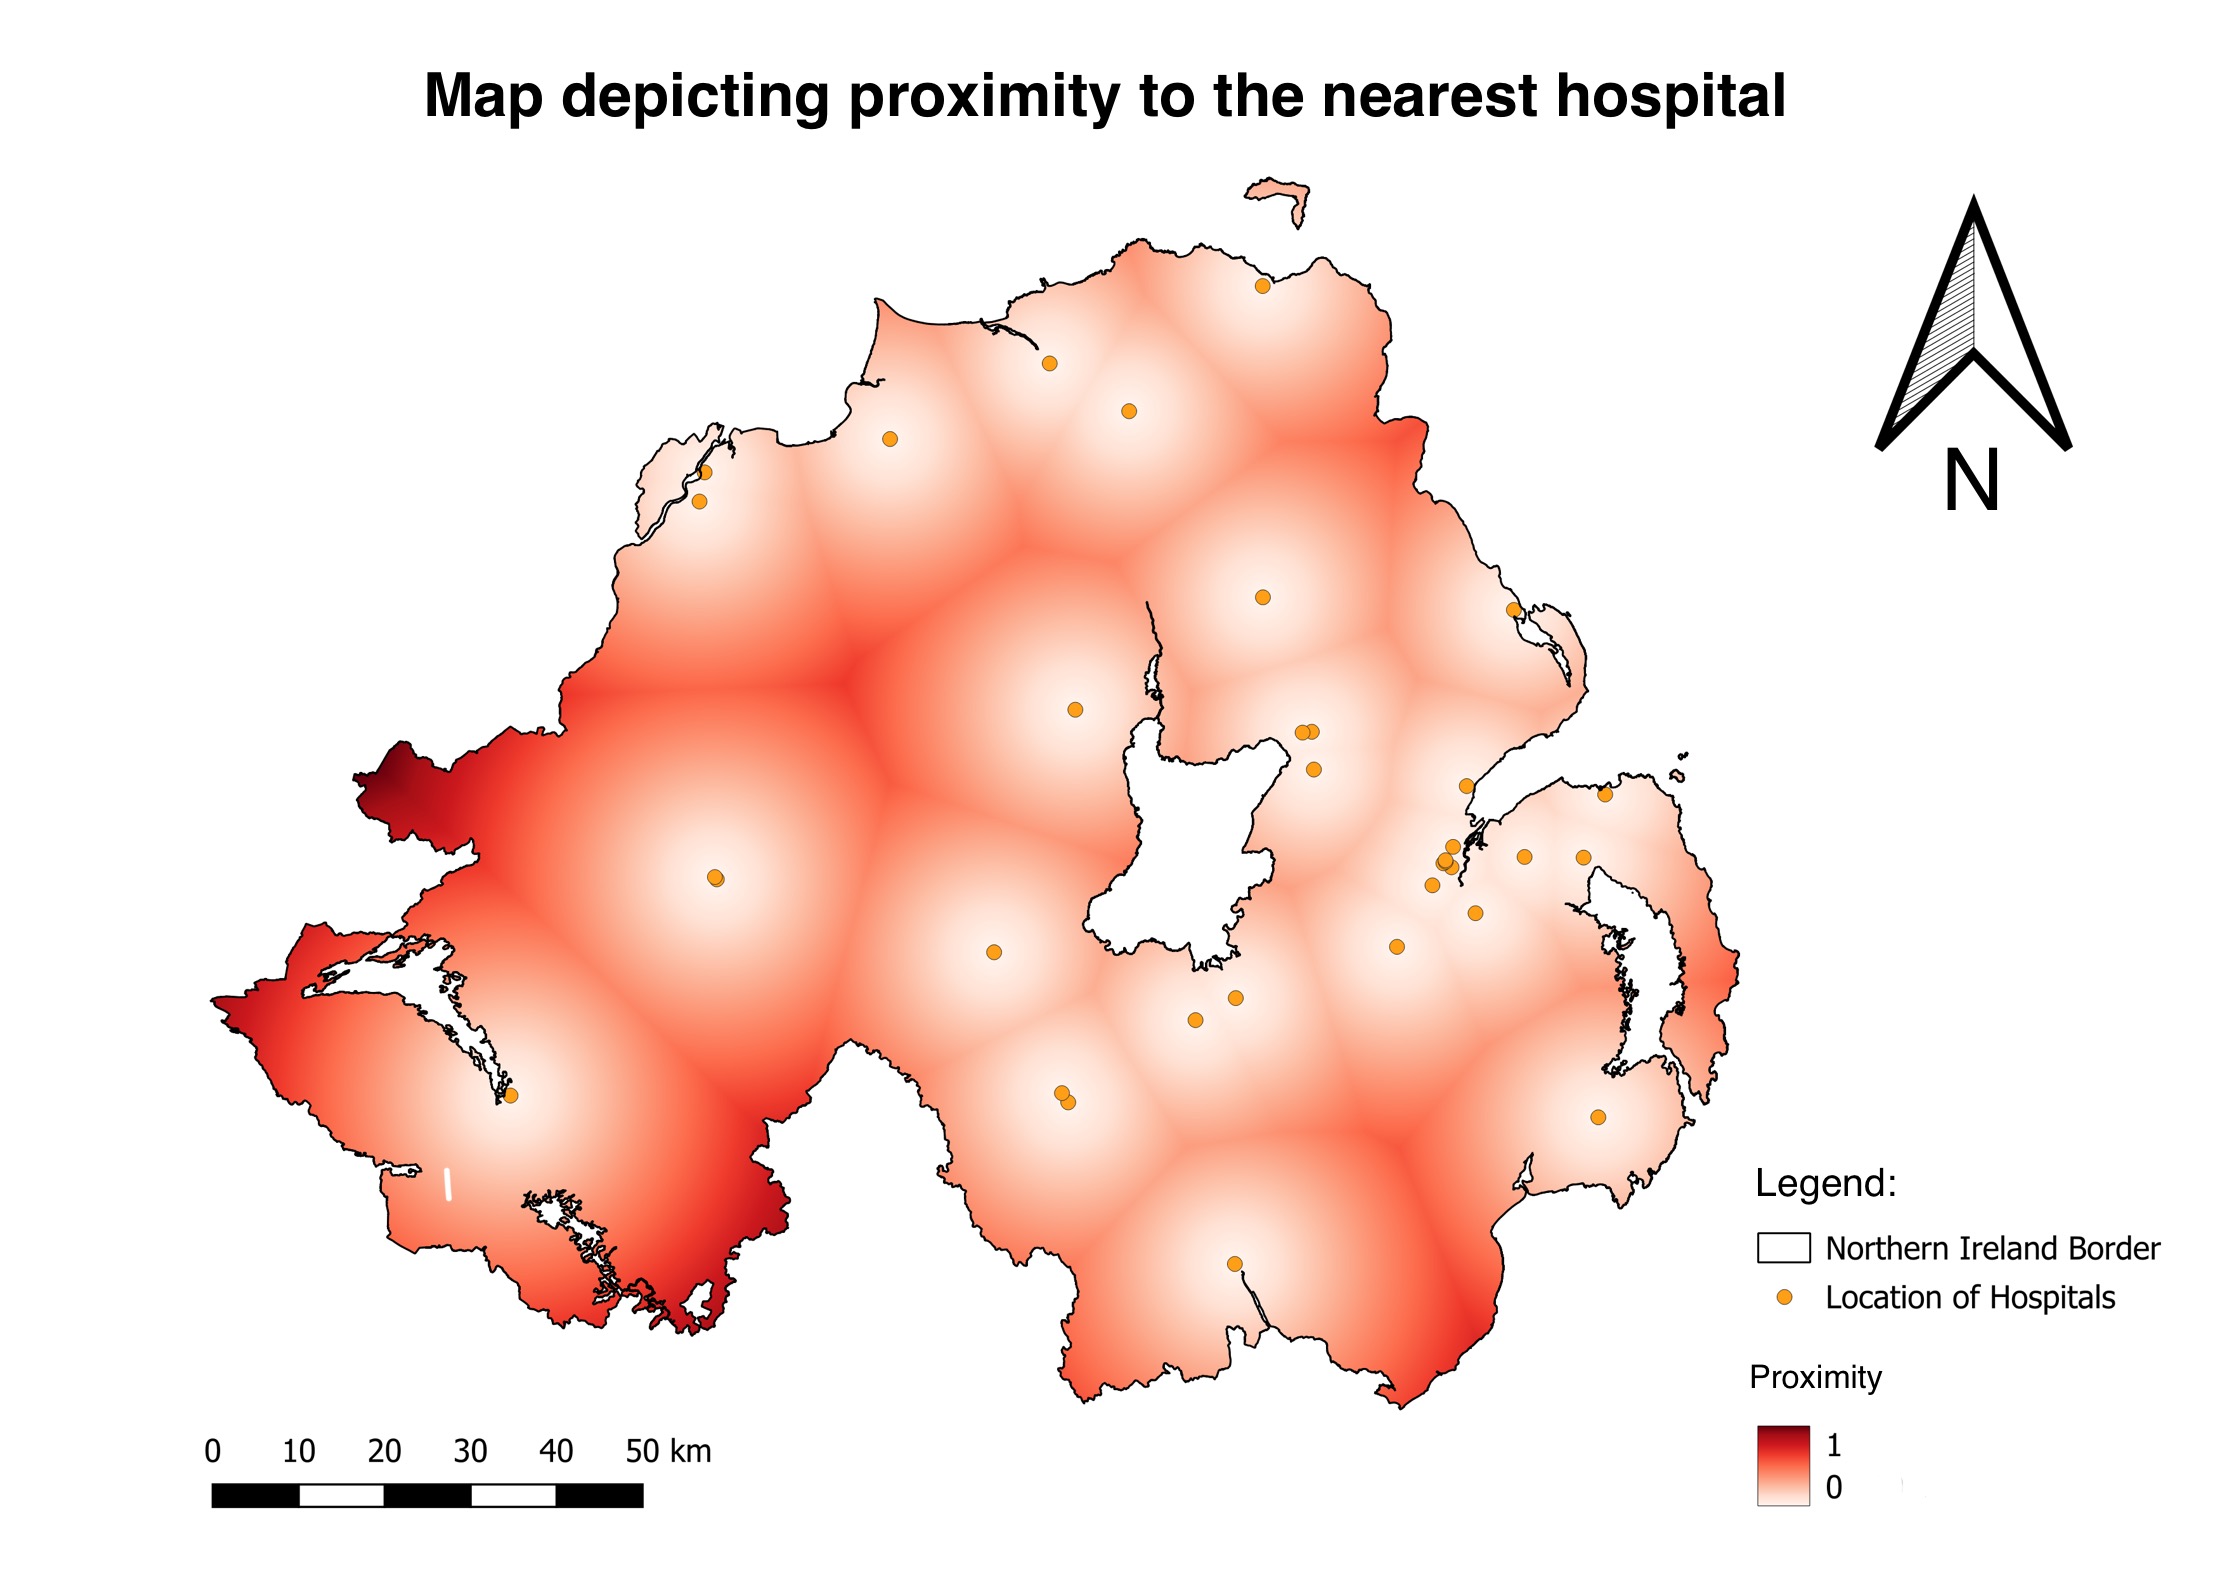 Map depicting proximity to the nearest hospital
N
Legend:
Northern Ireland Border
Location of Hospitals
Proximity
1
0
0 10 20 30 40 50 km